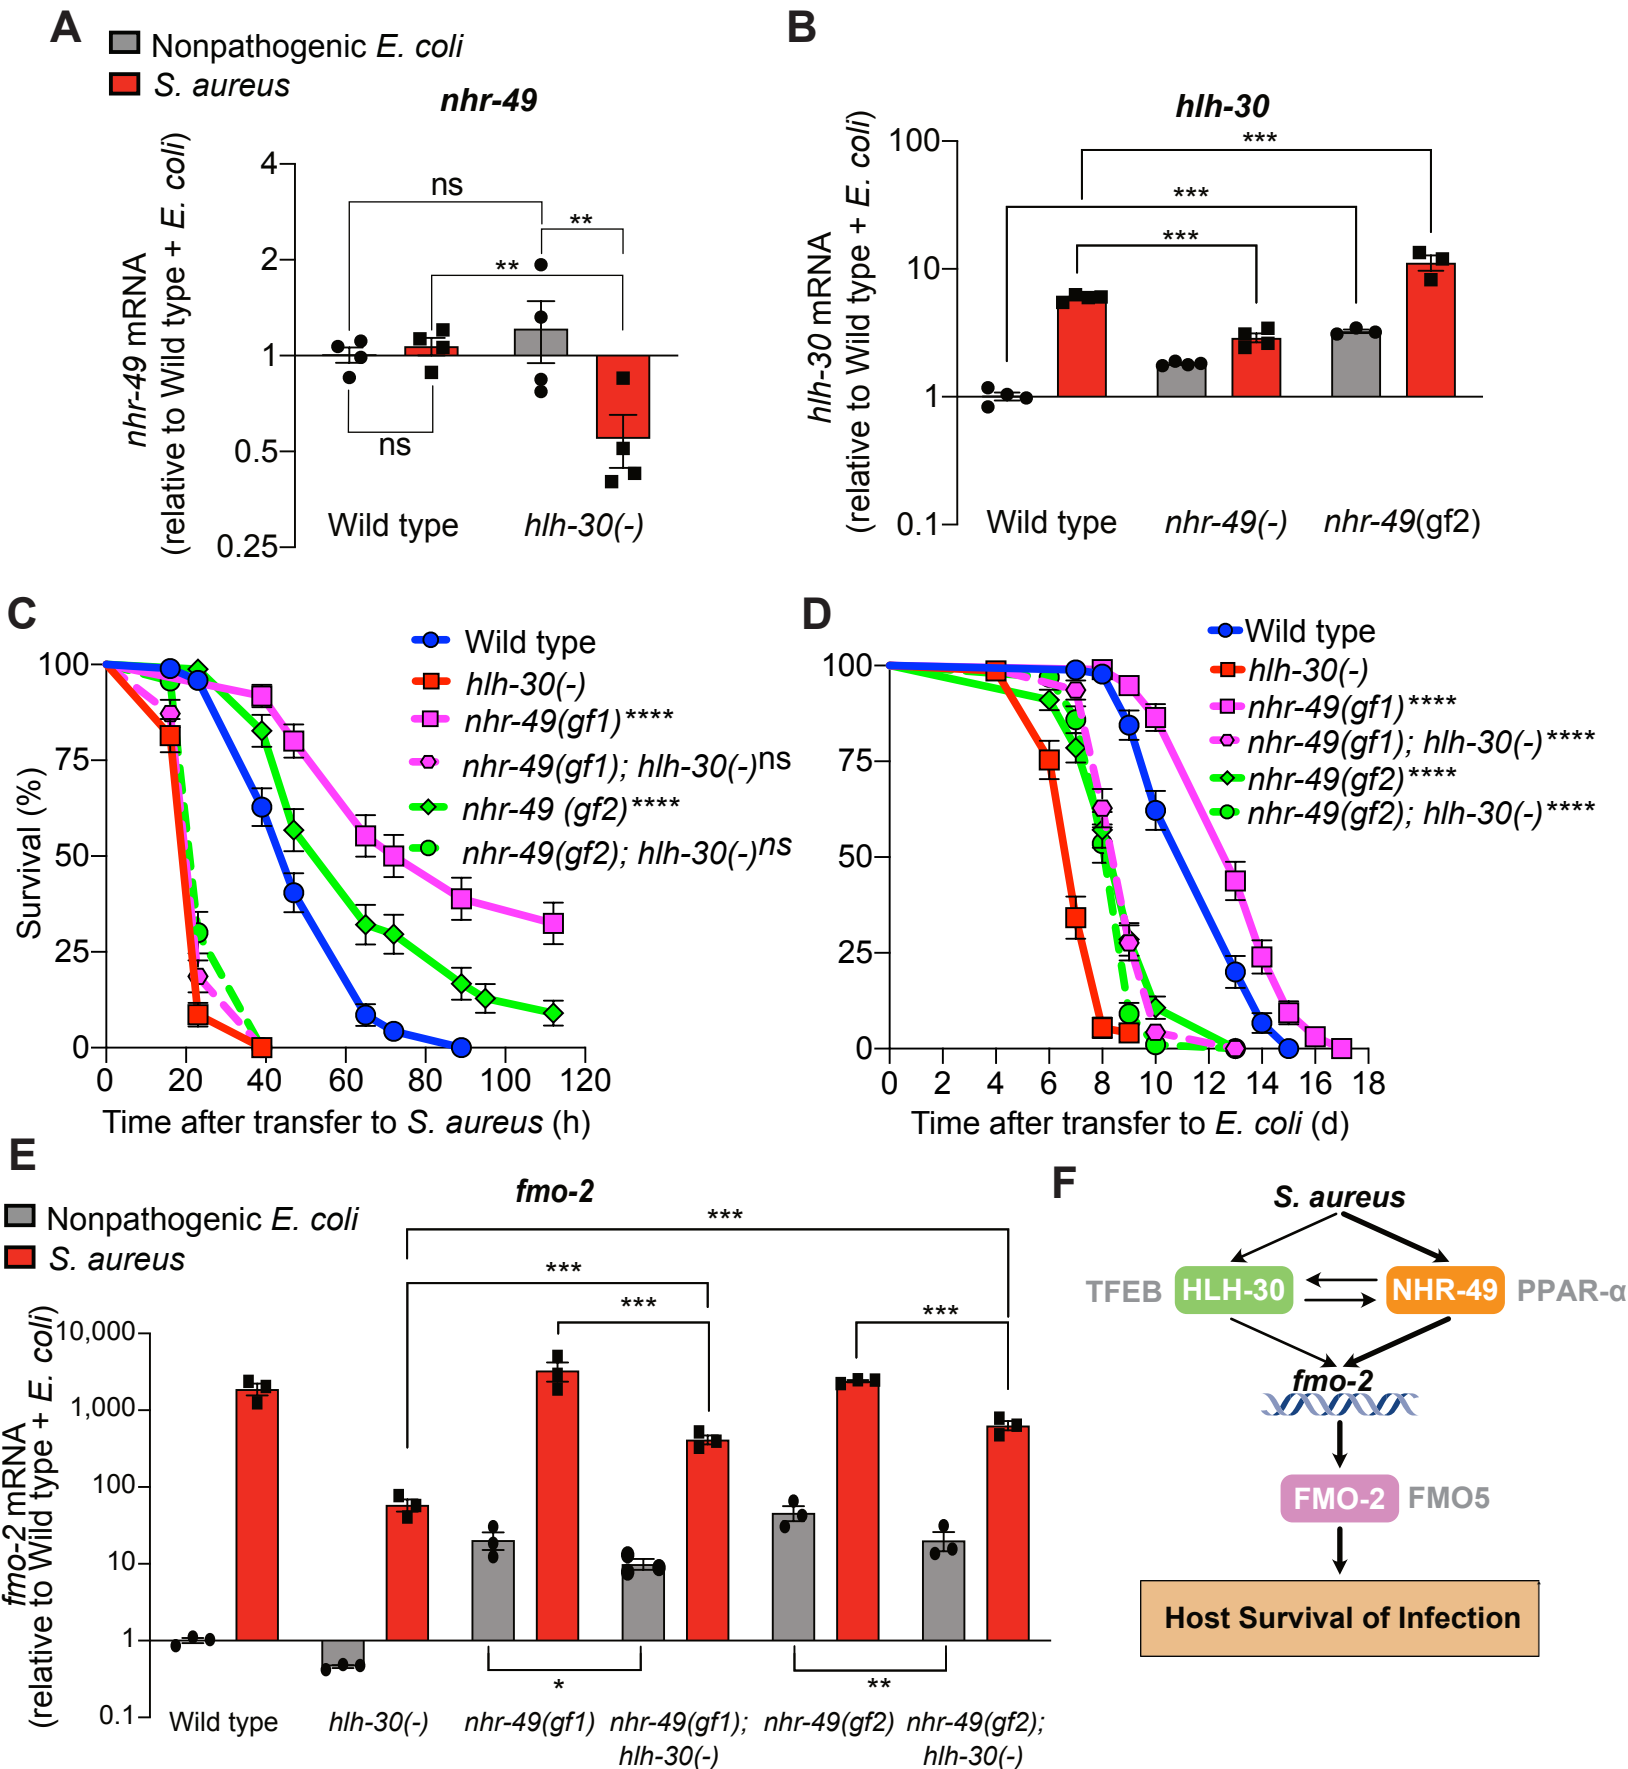 A
Nonpathogenic E. coli
S. aureus
nhr-49
nhr-49 mRNA
(relative to Wild type + E. coli)
4
2
1
0.5
0.25
ns
**
**
ns
Wild type
hlh-30(-)
B
hlh-30
hlh-30 mRNA
(relative to Wild type + E. coli)
100
10
1
0.1
***
***
***
Wild type
nhr-49(-)
nhr-49(gf2)
C
Wild type
hlh-30(-)
nhr-49(gf1)****
nhr-49(gf1); hlh-30(-)ns
nhr-49 (gf2)****
nhr-49(gf2); hlh-30(-)ns
Survival (%)
100
75
50
25
0
0 20 40 60 80 100 120
Time after transfer to S. aureus (h)
D
Wild type
hlh-30(-)
nhr-49(gf1)****
nhr-49(gf1); hlh-30(-)****
nhr-49(gf2)****
nhr-49(gf2); hlh-30(-)****
100
75
50
25
0
0 2 4 6 8 10 12 14 16 18
Time after transfer to E. coli (d)
E
Nonpathogenic E. coli
S. aureus
fmo-2
fmo-2 mRNA
(relative to Wild type + E. coli)
10,000
1,000
100
10
1
0.1
***
***
***
***
*
**
Wild type
hlh-30(-)
nhr-49(gf1)
nhr-49(gf1);
hlh-30(-)
nhr-49(gf2)
nhr-49(gf2);
hlh-30(-)
F
S. aureus
TFEB HLH-30 NHR-49 PPAR-α
fmo-2
FMO-2 FMO5
Host Survival of Infection